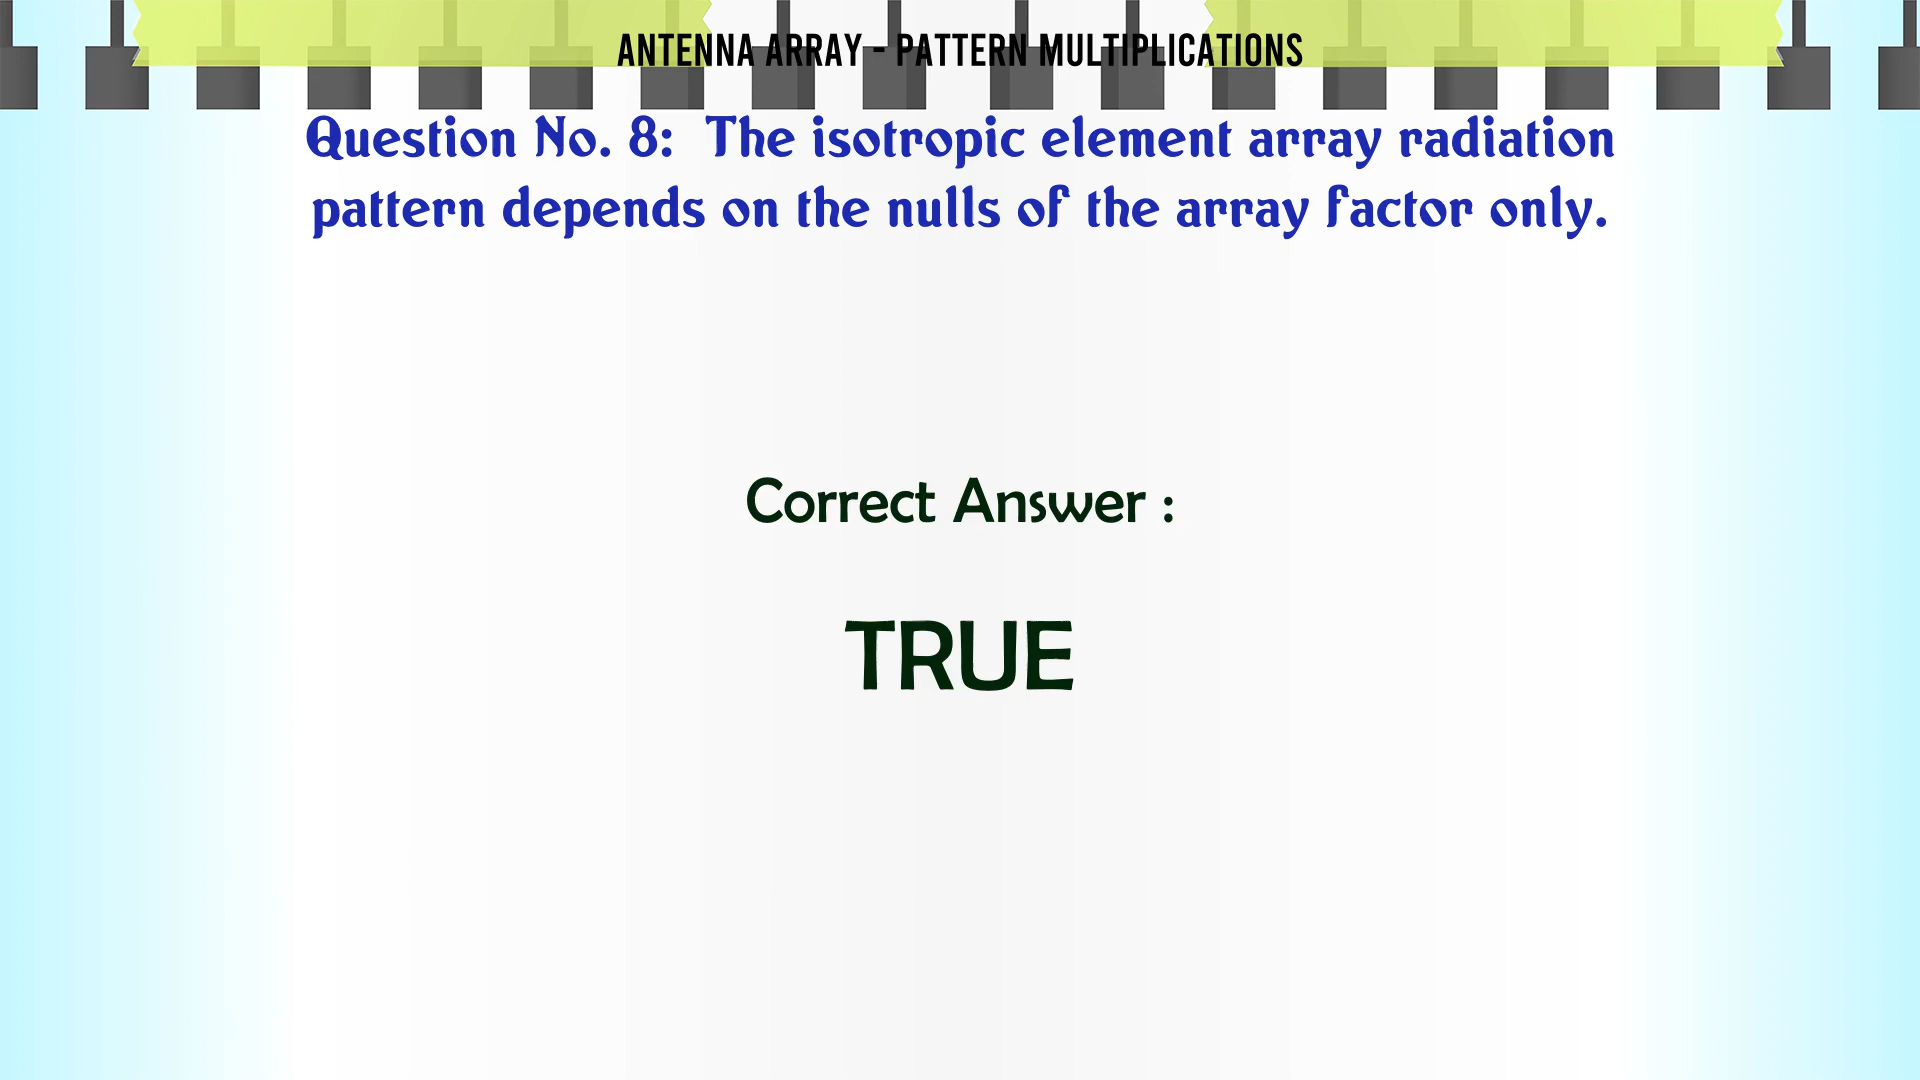 ANTENNA ARRAY - PATTERN MULTIPLICATIONS
Question No. 8: The isotropic element array radiation
pattern depends on the nulls of the array factor only.
Correct Answer :
TRUE